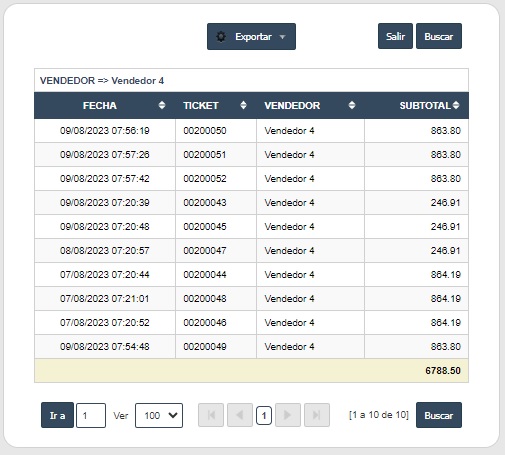 Exportar Salir Buscar
VENDEDOR => Vendedor 4
FECHA TICKET VENDEDOR SUBTOTAL
09/08/2023 07:56:19 00200050 Vendedor 4 863.80
09/08/2023 07:57:26 00200051 Vendedor 4 863.80
09/08/2023 07:57:42 00200052 Vendedor 4 863.80
09/08/2023 07:20:39 00200043 Vendedor 4 246.91
09/08/2023 07:20:48 00200045 Vendedor 4 246.91
08/08/2023 07:20:57 00200047 Vendedor 4 246.91
07/08/2023 07:20:44 00200044 Vendedor 4 864.19
07/08/2023 07:21:01 00200048 Vendedor 4 864.19
07/08/2023 07:20:52 00200046 Vendedor 4 864.19
09/08/2023 07:54:48 00200049 Vendedor 4 863.80
6788.50
Ir a 1 Ver 100 1 [1 a 10 de 10] Buscar